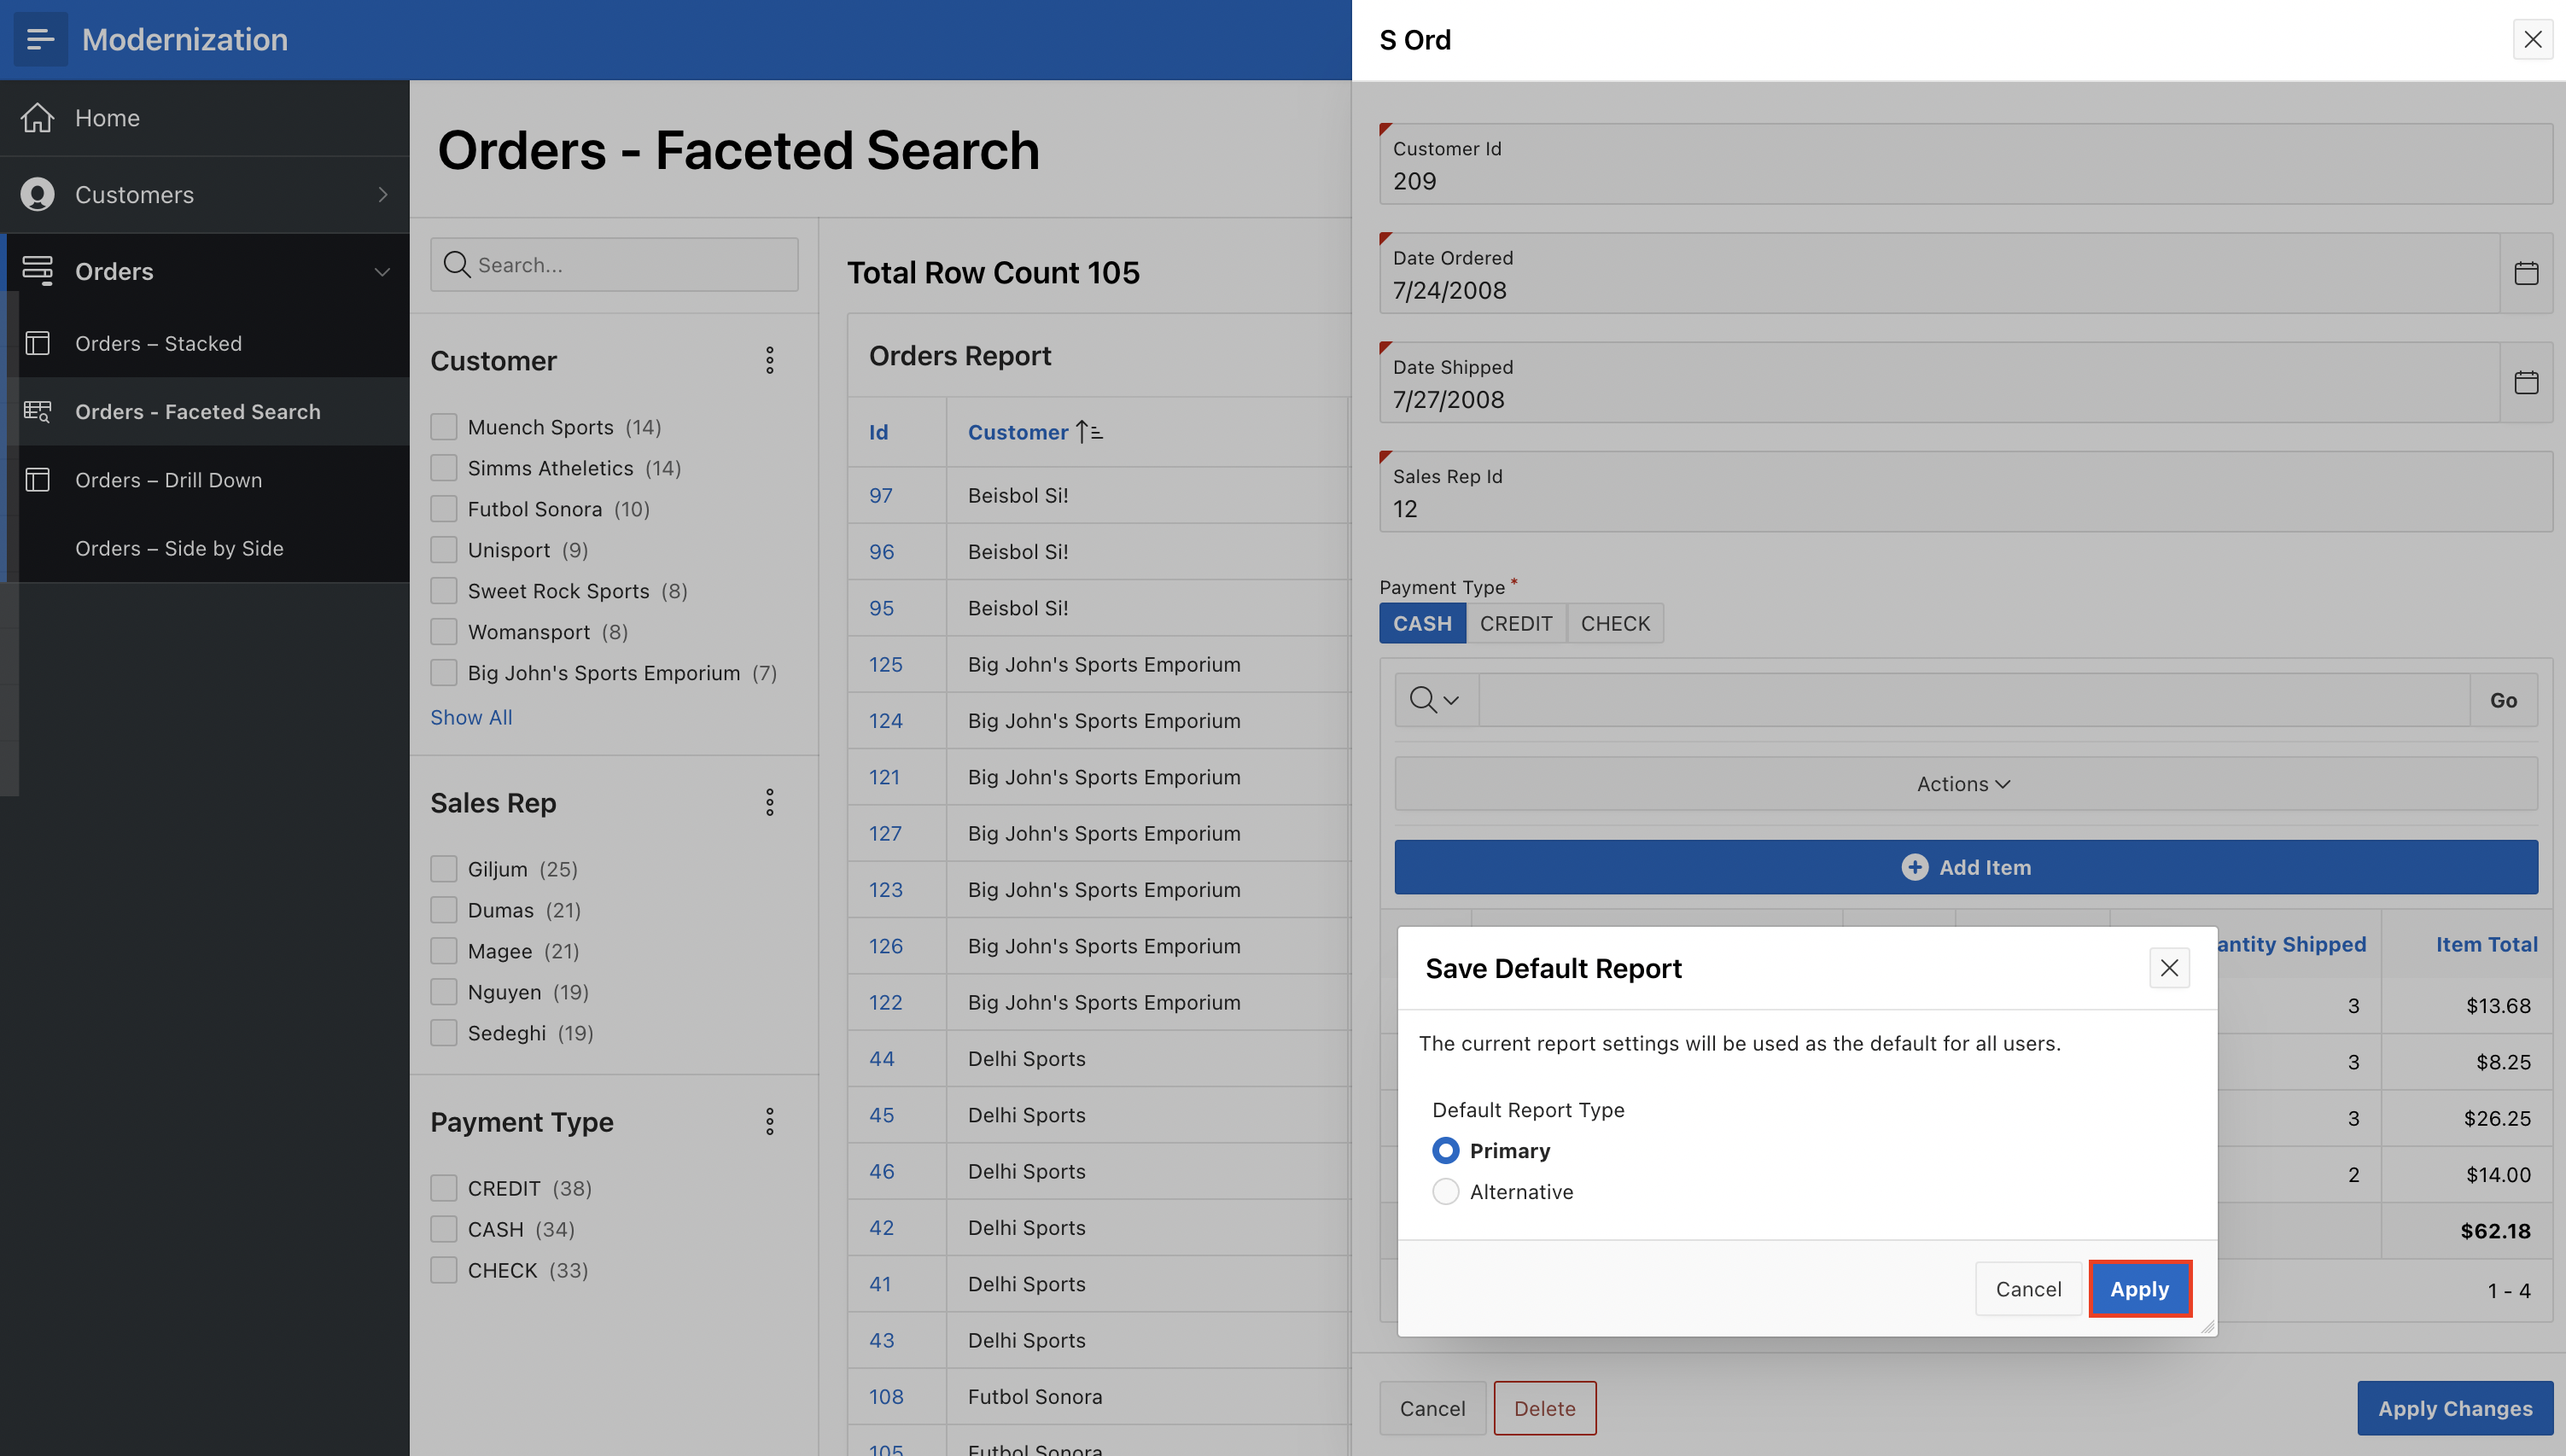 Modernization
Home
Customers
Orders
Orders – Stacked
Orders - Faceted Search
Orders – Drill Down
Orders – Side by Side
Orders - Faceted Search
Search...
Customer
Muench Sports (14)
Simms Atheletics (14)
Futbol Sonora (10)
Unisport (9)
Sweet Rock Sports (8)
Womansport (8)
Big John's Sports Emporium (7)
Show All
Sales Rep
Giljum (25)
Dumas (21)
Magee (21)
Nguyen (19)
Sedeghi (19)
Payment Type
CREDIT (38)
CASH (34)
CHECK (33)
Total Row Count 105
Orders Report
Id Customer
97 Beisbol Si!
96 Beisbol Si!
95 Beisbol Si!
125 Big John's Sports Emporium
124 Big John's Sports Emporium
121 Big John's Sports Emporium
127 Big John's Sports Emporium
123 Big John's Sports Emporium
126 Big John's Sports Emporium
122 Big John's Sports Emporium
44 Delhi Sports
45 Delhi Sports
46 Delhi Sports
42 Delhi Sports
41 Delhi Sports
43 Delhi Sports
108 Futbol Sonora
105 Futbol Sonora
S Ord
Customer Id
209
Date Ordered
7/24/2008
Date Shipped
7/27/2008
Sales Rep Id
12
Payment Type *
CASH CREDIT CHECK
Go
Actions
Add Item
antity Shipped Item Total
3 $13.68
3 $8.25
3 $26.25
2 $14.00
$62.18
1 - 4
Save Default Report
The current report settings will be used as the default for all users.
Default Report Type
Primary
Alternative
Cancel Apply
Cancel Delete Apply Changes